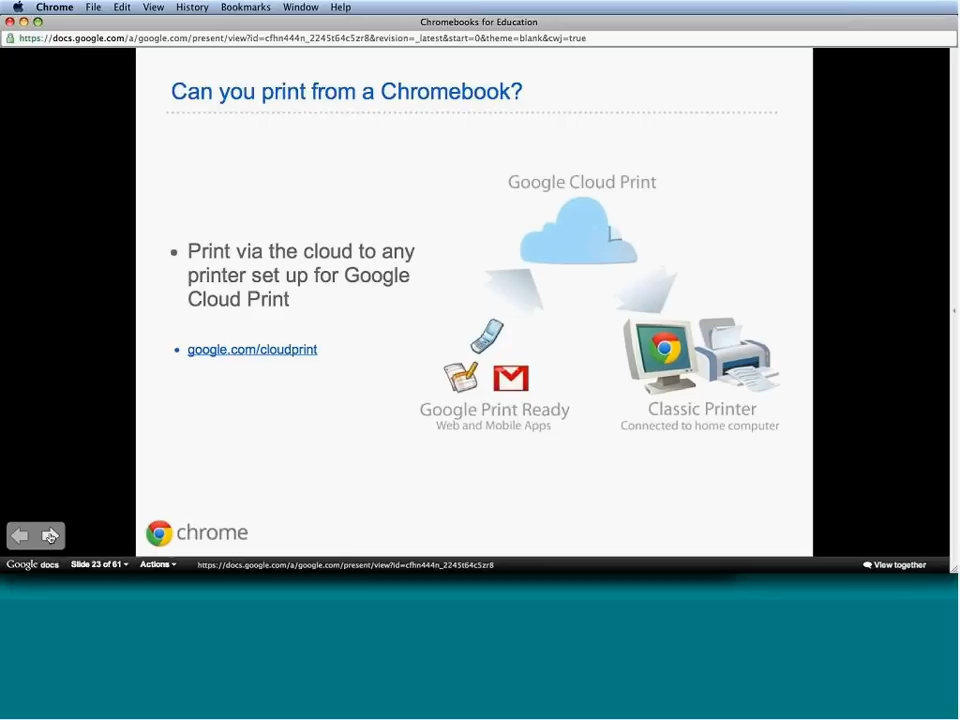 Chrome File Edit View History Bookmarks Window Help
Chromebooks for Education
https://docs.google.com/a/google.com/present/view?id=cfhn444n_2245t64c5zr8&revision=_latest&start=0&theme=blank&cwj=true
Can you print from a Chromebook?
Google Cloud Print
• Print via the cloud to any
printer set up for Google
Cloud Print
• google.com/cloudprint
Google Print Ready
Web and Mobile Apps
Classic Printer
Connected to home computer
chrome
Google docs Slide 23 of 61 Actions https://docs.google.com/a/google.com/present/view?id=cfhn444n_2245t64c5zr8 View together